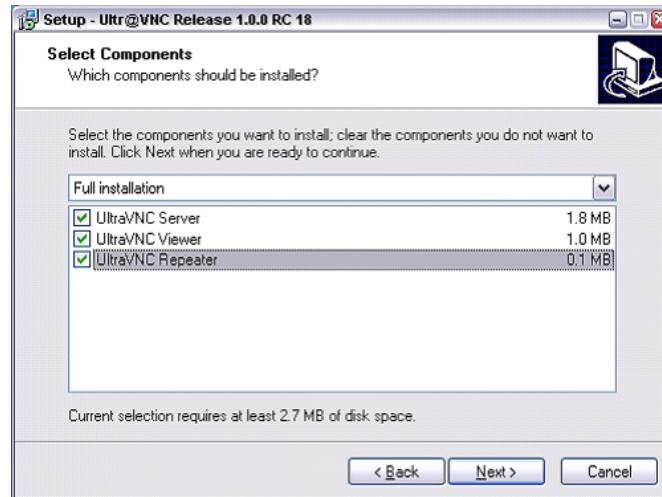 Setup - Ultr@VNC Release 1.0.0 RC 18
Select Components
Which components should be installed?
Select the components you want to install; clear the components you do not want to
install. Click Next when you are ready to continue.
Full installation
UltraVNC Server 1.8 MB
UltraVNC Viewer 1.0 MB
UltraVNC Repeater 0.1 MB
Current selection requires at least 2.7 MB of disk space.
< Back Next > Cancel